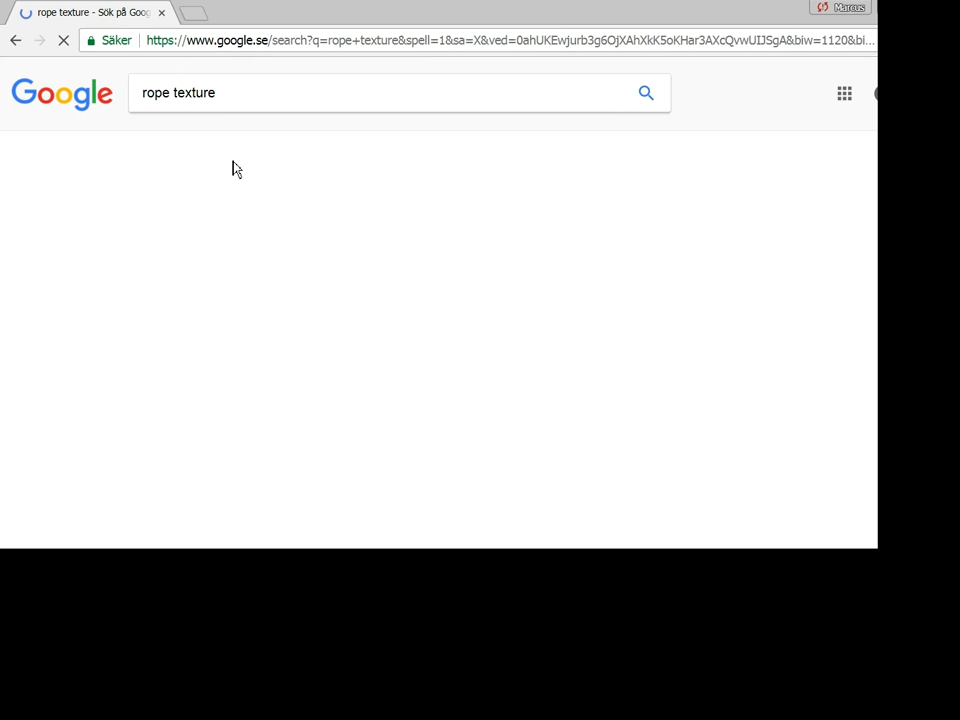 rope texture - Sök på Goog
Marcus
Säker
https://www.google.se/search?q=rope+texture&spell=1&sa=X&ved=0ahUKEwjurb3g6OjXAhXkK5oKHar3AXcQvwUIJSgA&biw=1120&bi...
Google
rope texture